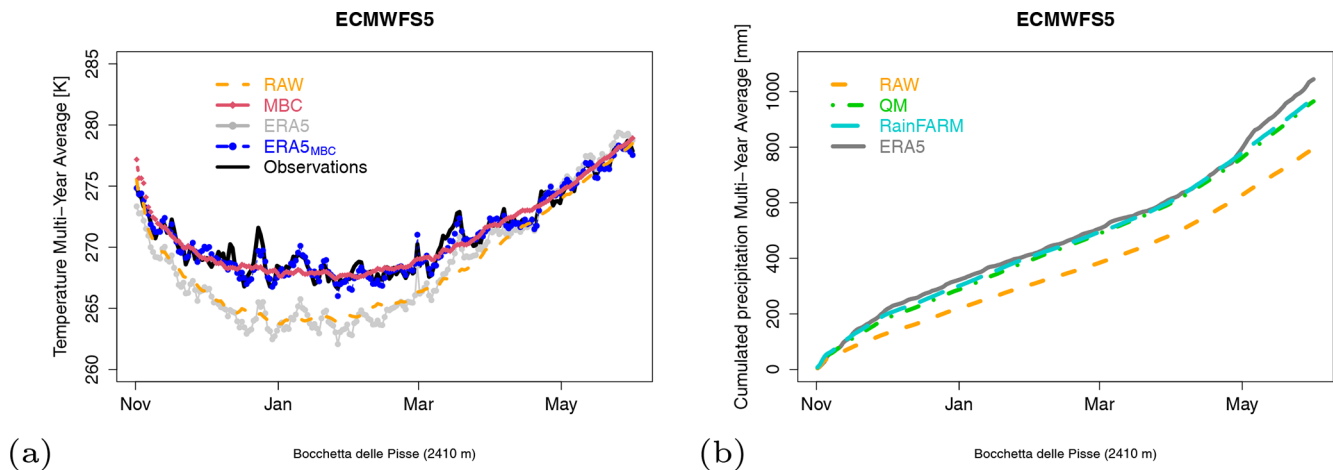 ECMWFS5
Temperature Multi−Year Average [K]
285
280
275
270
265
260
RAW
MBC
ERA5
ERA5MBC
Observations
Nov
Jan
Mar
May
(a)
Bocchetta delle Pisse (2410 m)
ECMWFS5
Cumulated precipitation Multi−Year Average [mm]
1000
800
600
400
200
0
RAW
QM
RainFARM
ERA5
Nov
Jan
Mar
May
(b)
Bocchetta delle Pisse (2410 m)